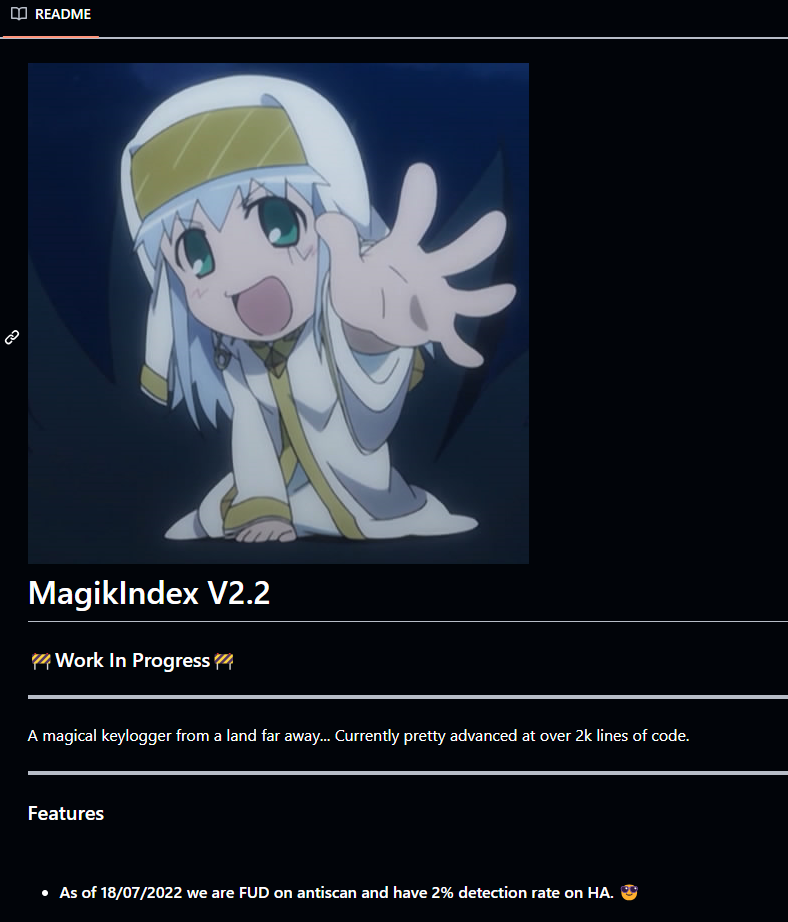 README
MagikIndex V2.2
🚧 Work In Progress 🚧
A magical keylogger from a land far away... Currently pretty advanced at over 2k lines of code.
Features
• As of 18/07/2022 we are FUD on antiscan and have 2% detection rate on HA. 😎